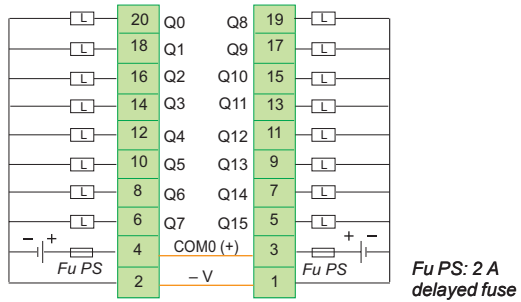 L 20 Q0 Q8 19 L
L 18 Q1 Q9 17 L
L 16 Q2 Q10 15 L
L 14 Q3 Q11 13 L
L 12 Q4 Q12 11 L
L 10 Q5 Q13 9 L
L 8 Q6 Q14 7 L
L 6 Q7 Q15 5 L
– + 4 COM0 (+) 3 + –
Fu PS Fu PS
2 – V 1
Fu PS: 2 A
delayed fuse